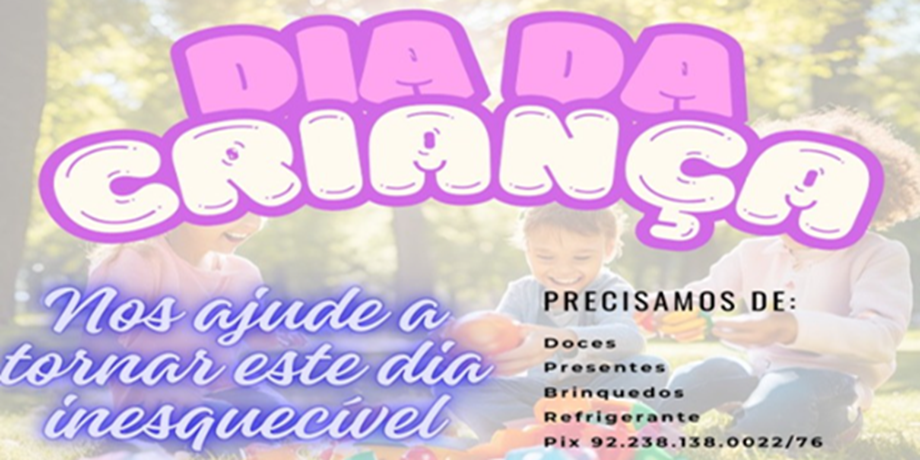 DIA DA
CRIANÇA
Nos ajude a
tornar este dia
inesquecível
PRECISAMOS DE:
Doces
Presentes
Brinquedos
Refrigerante
Pix 92.238.138.0022/76